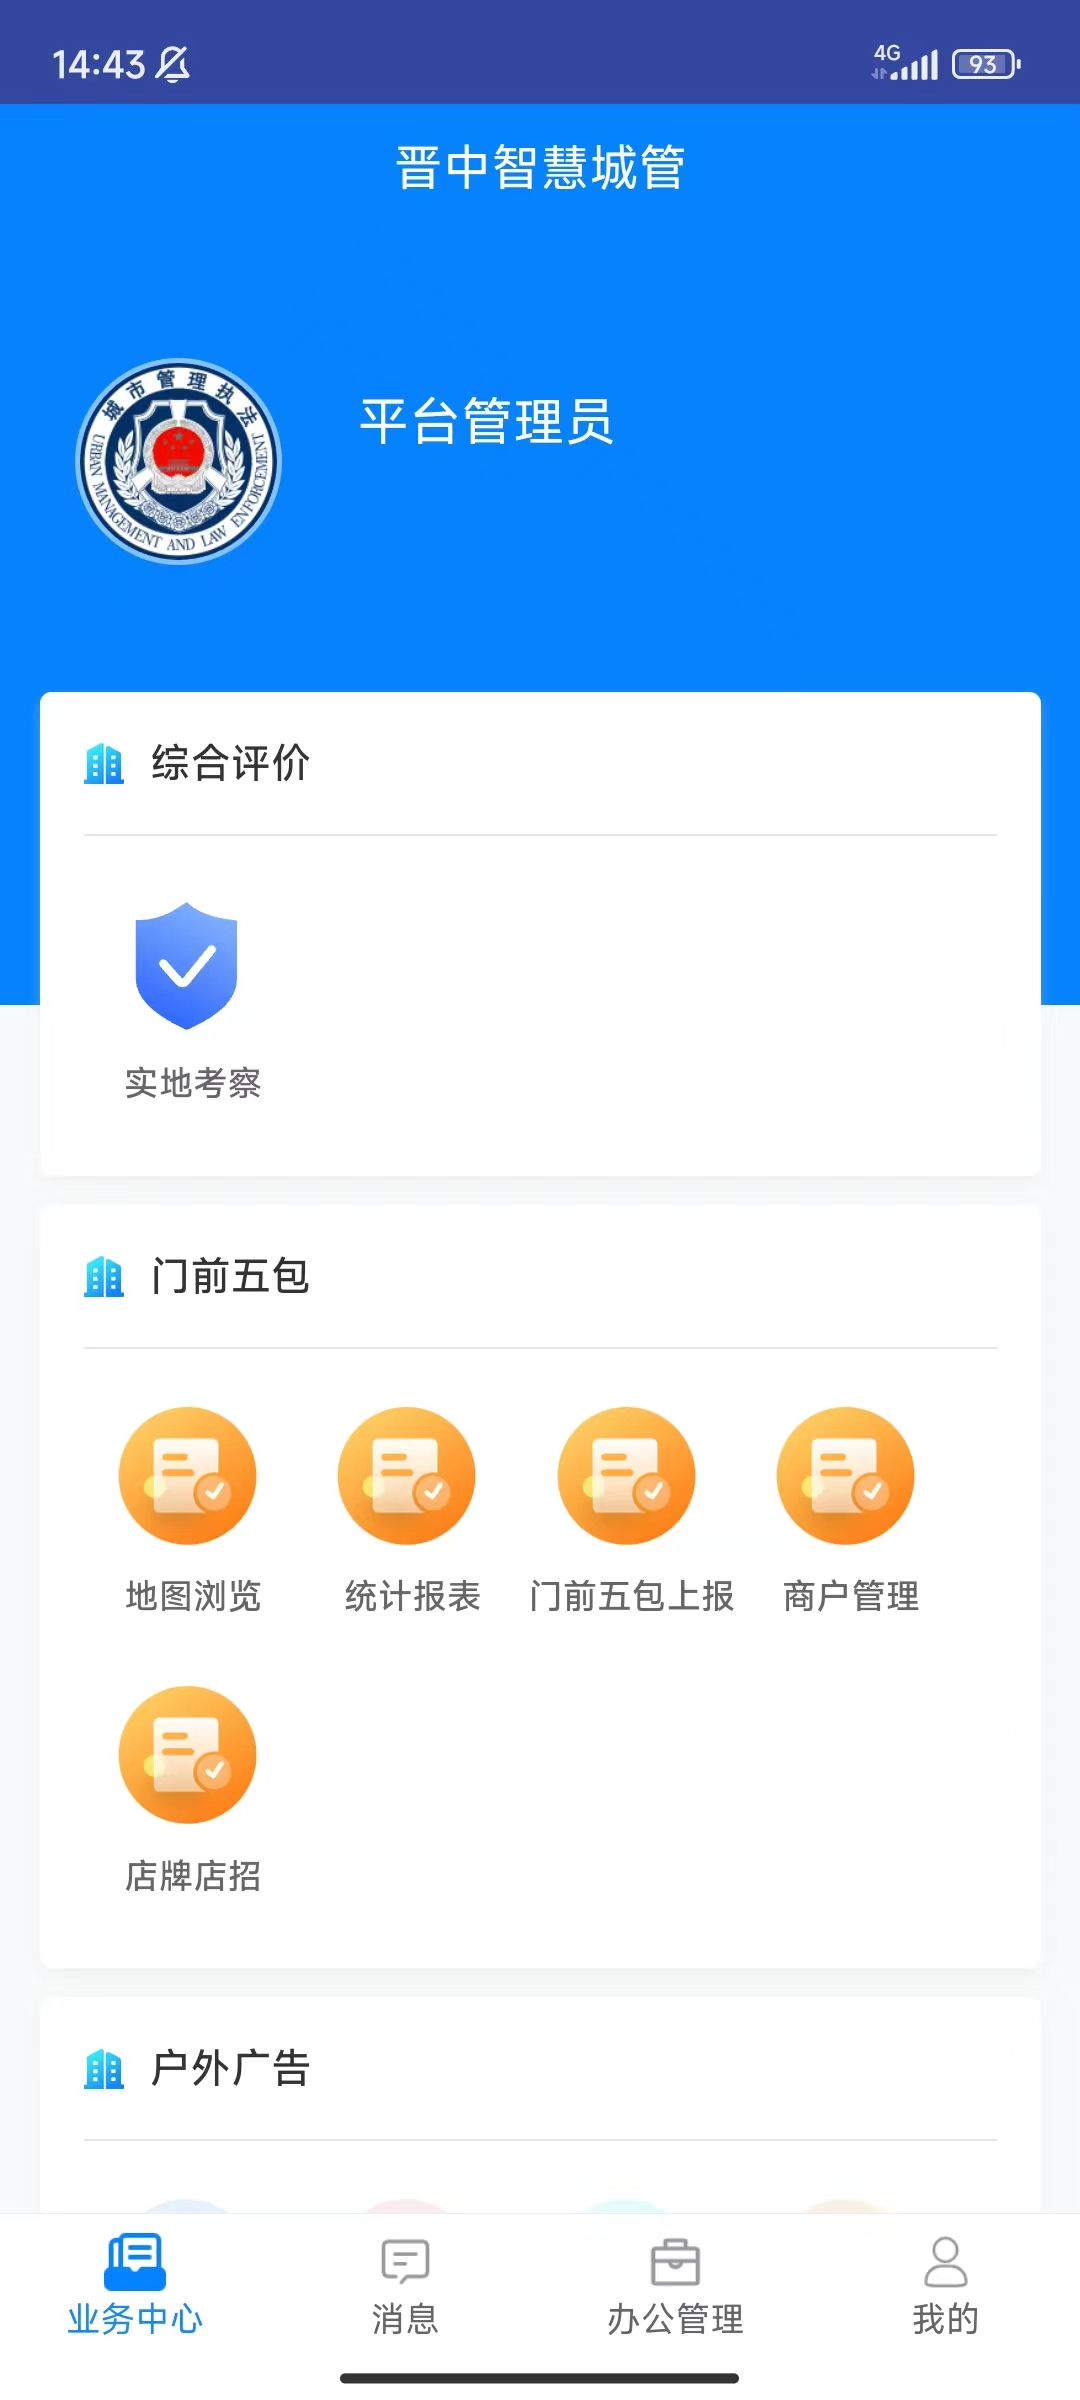 14:43
4G
93
晋中智慧城管
城市管理执法
URBAN MANAGEMENT AND LAW ENFORCEMENT
平台管理员
综合评价
实地考察
门前五包
地图浏览 统计报表 门前五包上报 商户管理
店牌店招
户外广告
业务中心 消息 办公管理 我的